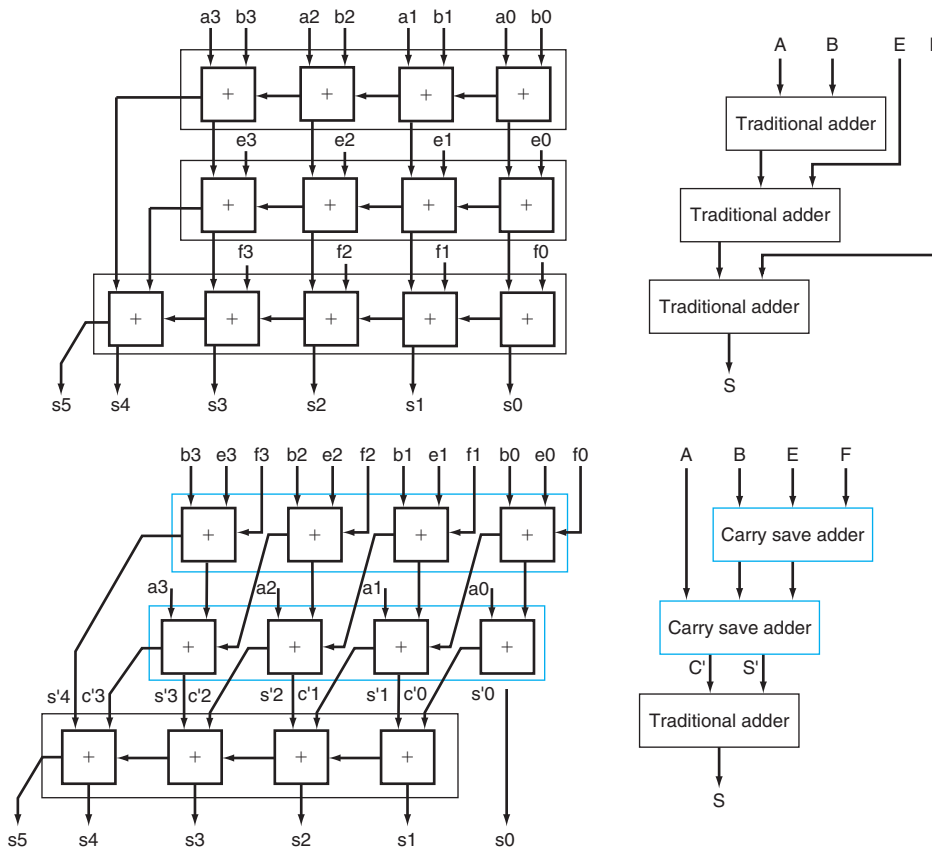 a3 b3 a2 b2 a1 b1 a0 b0
+ + + +
e3 e2 e1 e0
+ + + +
f3 f2 f1 f0
+ + + + +
s5 s4 s3 s2 s1 s0
A B E
Traditional adder
Traditional adder
Traditional adder
S
b3 e3 f3 b2 e2 f2 b1 e1 f1 b0 e0 f0
+ + + +
a3 a2 a1 a0
+ + + +
s'4 c'3 s'3 c'2 s'2 c'1 s'1 c'0 s'0
+ + + +
s5 s4 s3 s2 s1 s0
A B E F
Carry save adder
Carry save adder
C' S'
Traditional adder
S